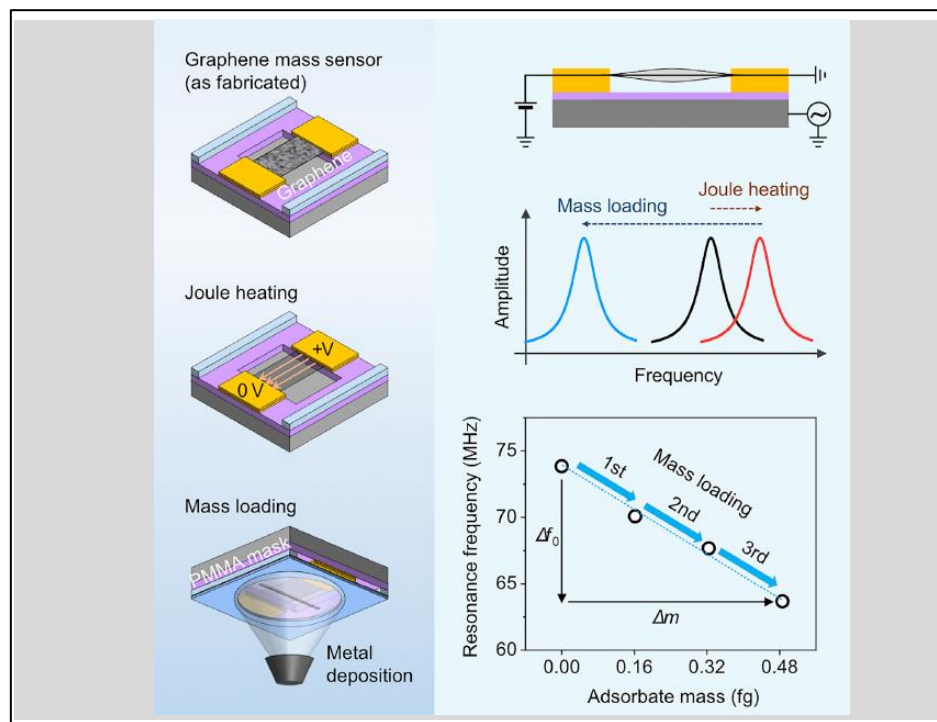 Graphene mass sensor
(as fabricated)
Graphene
Joule heating
+V
0 V
Mass loading
PMMA mask
Metal
deposition
Joule heating
Mass loading
Amplitude
Frequency
Resonance frequency (MHz)
75
70
65
60
1st
2nd
3rd
Mass loading
Δf₀
Δm
0.00
0.16
0.32
0.48
Adsorbate mass (fg)